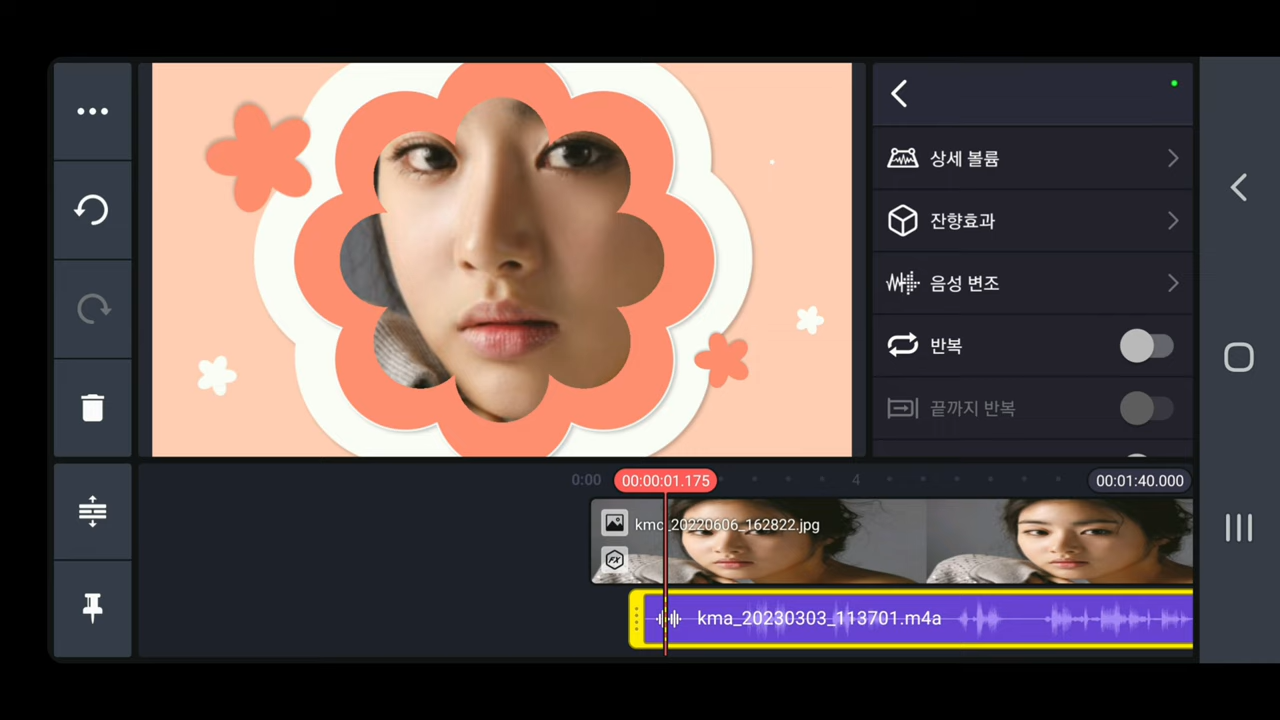 상세 볼륨
잔향효과
음성 변조
반복
끝까지 반복
0:00
00:00:01.175
4
00:01:40.000
kmc_20220606_162822.jpg
FX
kma_20230303_113701.m4a